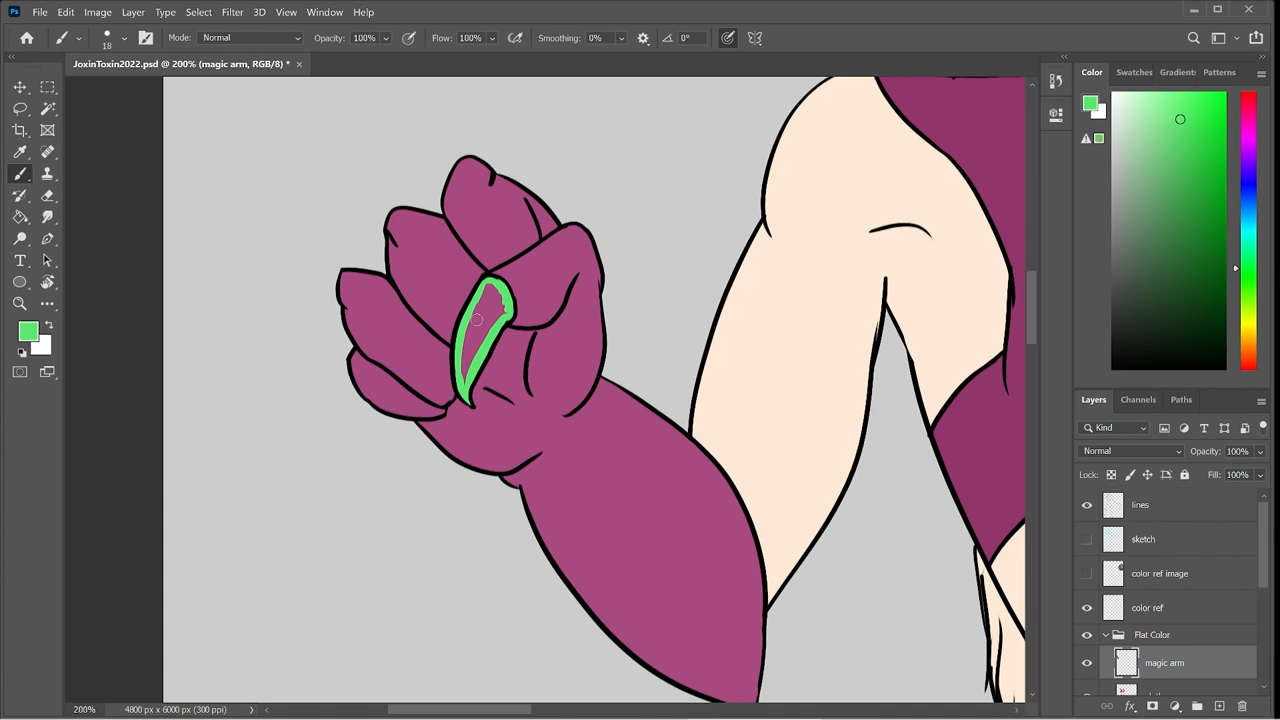 Ps File Edit Image Layer Type Select Filter 3D View Window Help
18 Mode: Normal Opacity: 100% Flow: 100% Smoothing: 0% 0°
JoxinToxin2022.psd @ 200% (magic arm, RGB/8) *
Color Swatches Gradient: Patterns
Layers Channels Paths
Kind
Normal Opacity: 100%
Lock: Fill: 100%
lines
sketch
color ref image
color ref
Flat Color
magic arm
200% 4800 px x 6000 px (300 ppi)